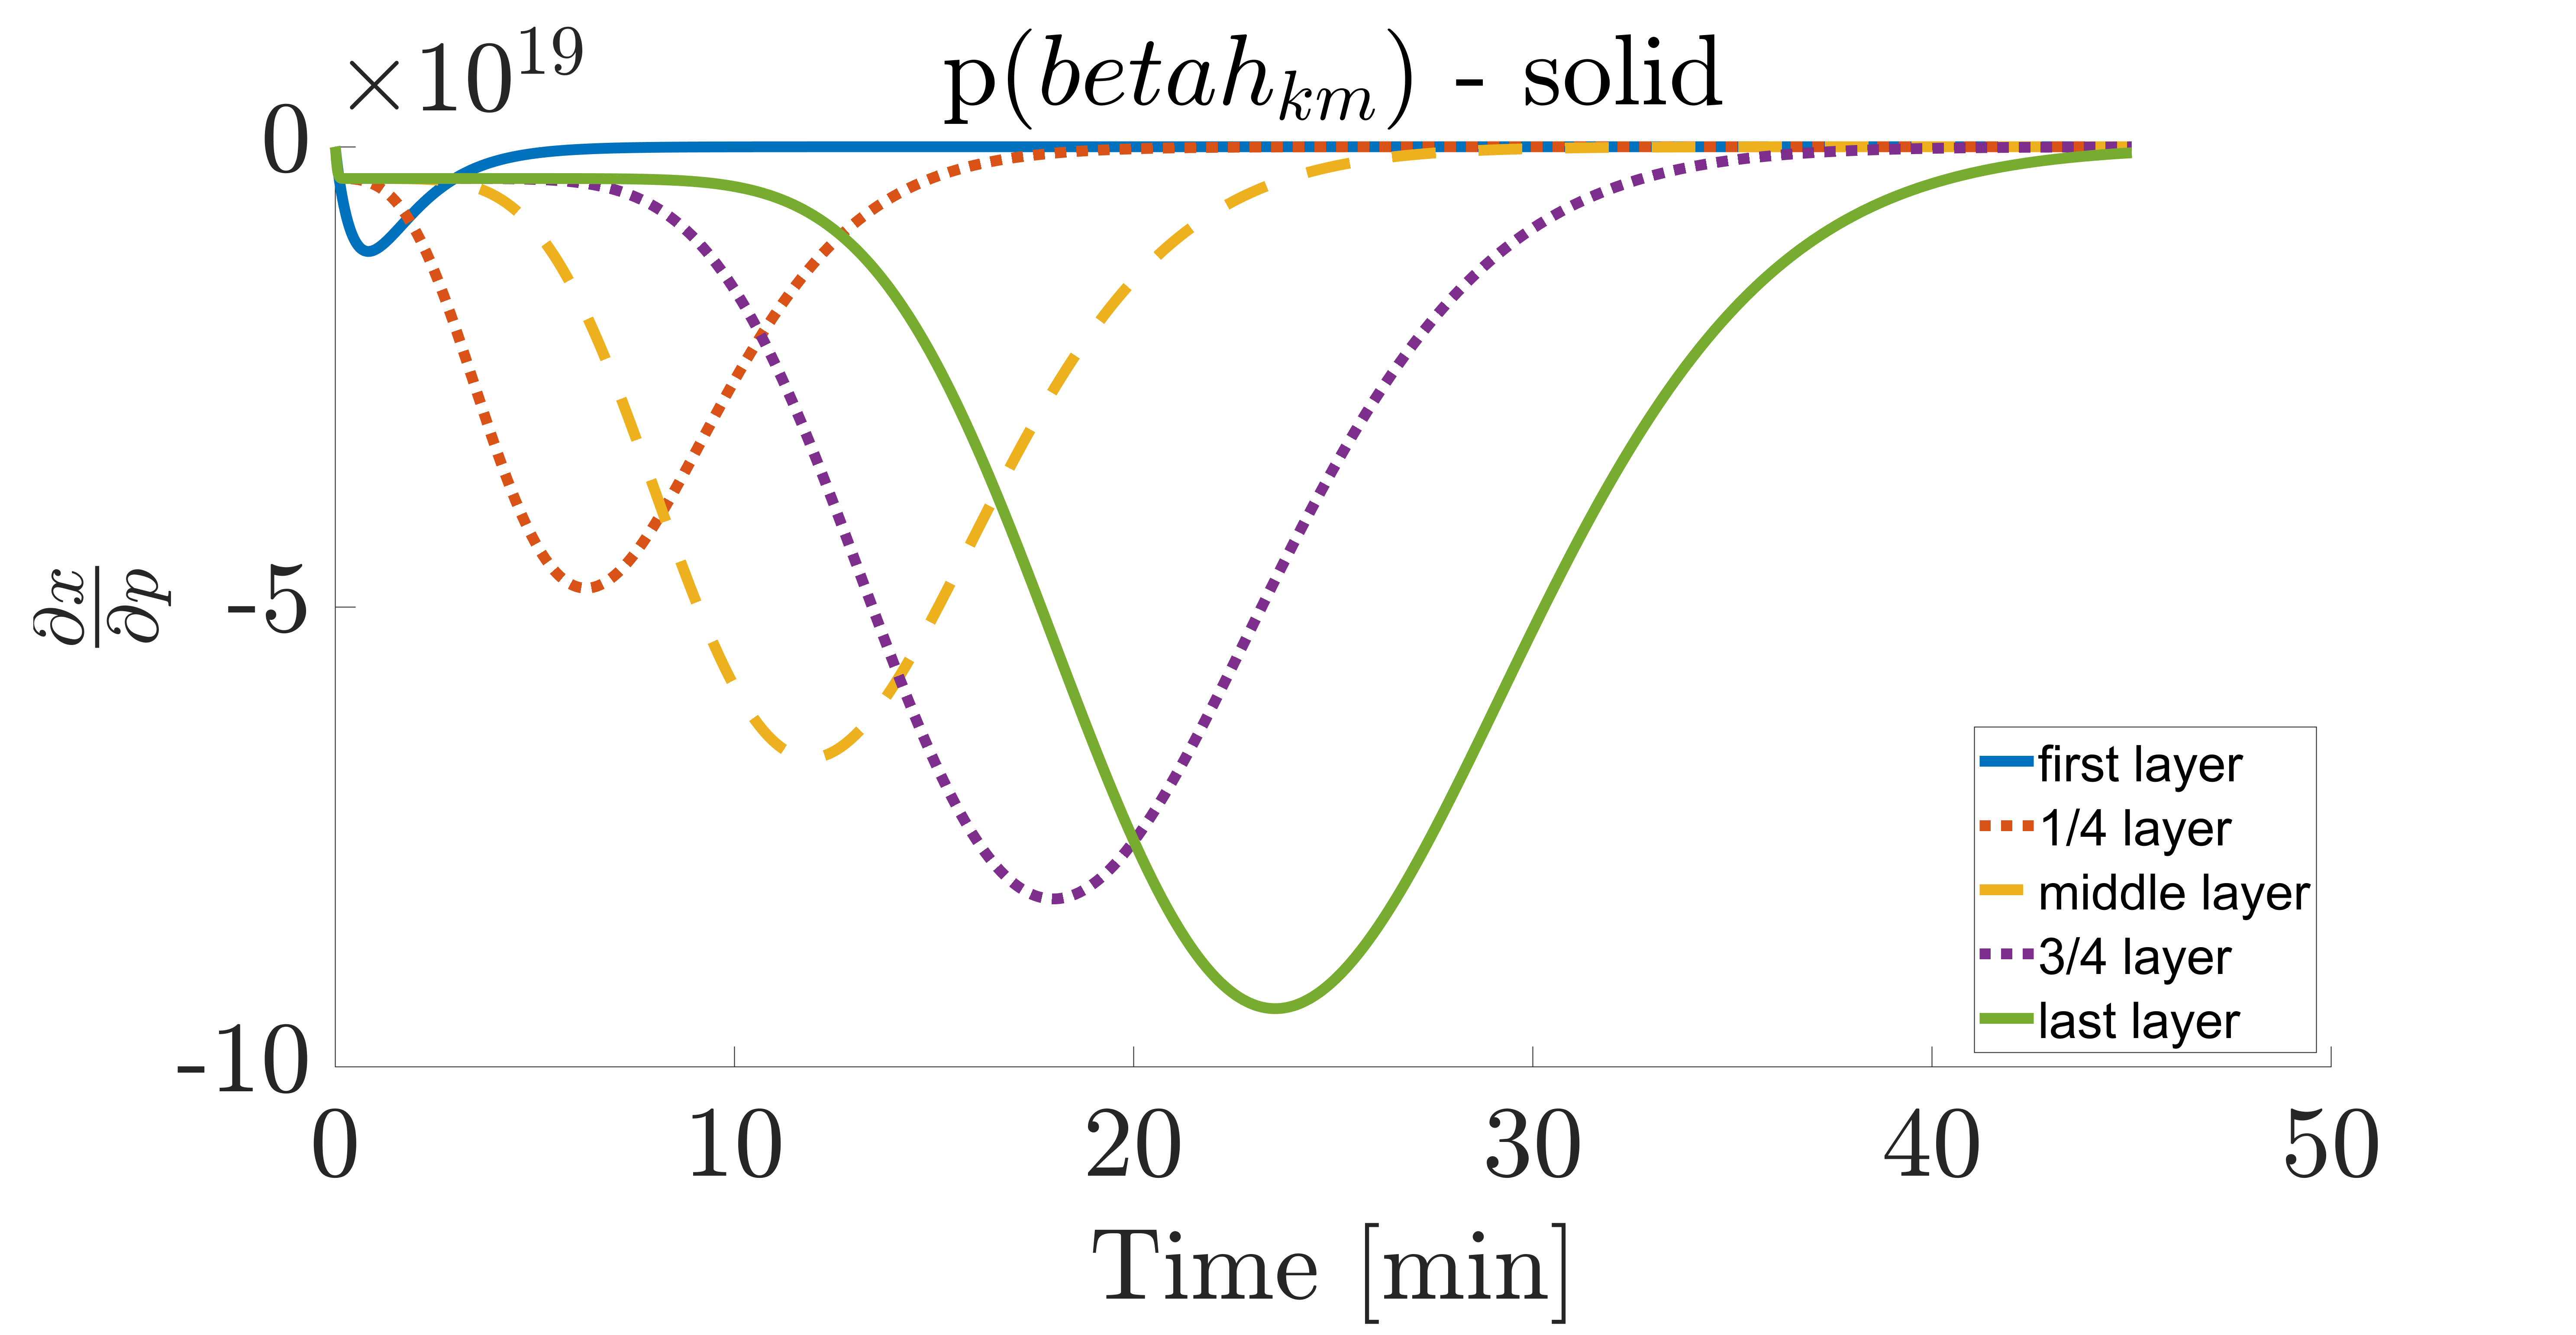 ×10^19
p(betah_km) - solid
0
-5
-10
∂x
∂p
first layer
1/4 layer
middle layer
3/4 layer
last layer
0 10 20 30 40 50
Time [min]